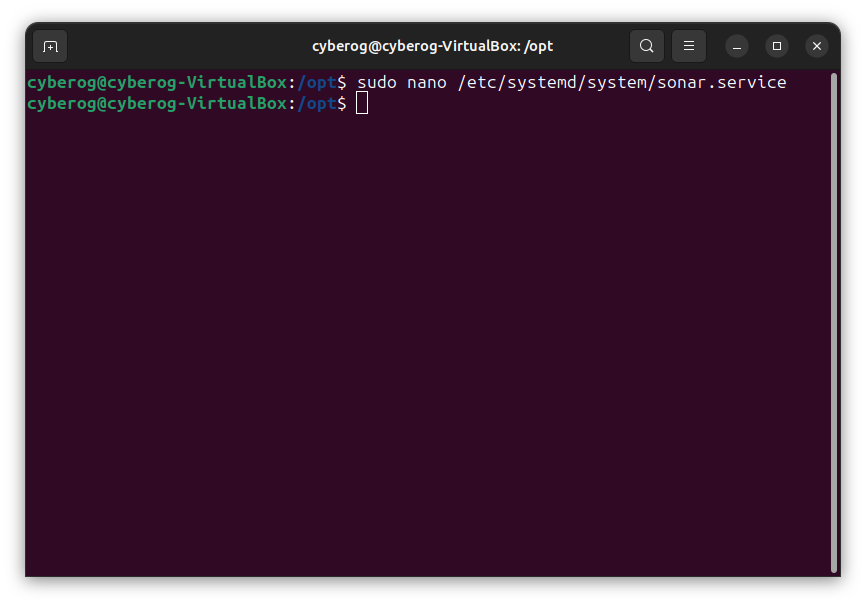 cyberog@cyberog-VirtualBox: /opt
cyberog@cyberog-VirtualBox:/opt$ sudo nano /etc/systemd/system/sonar.service
cyberog@cyberog-VirtualBox:/opt$